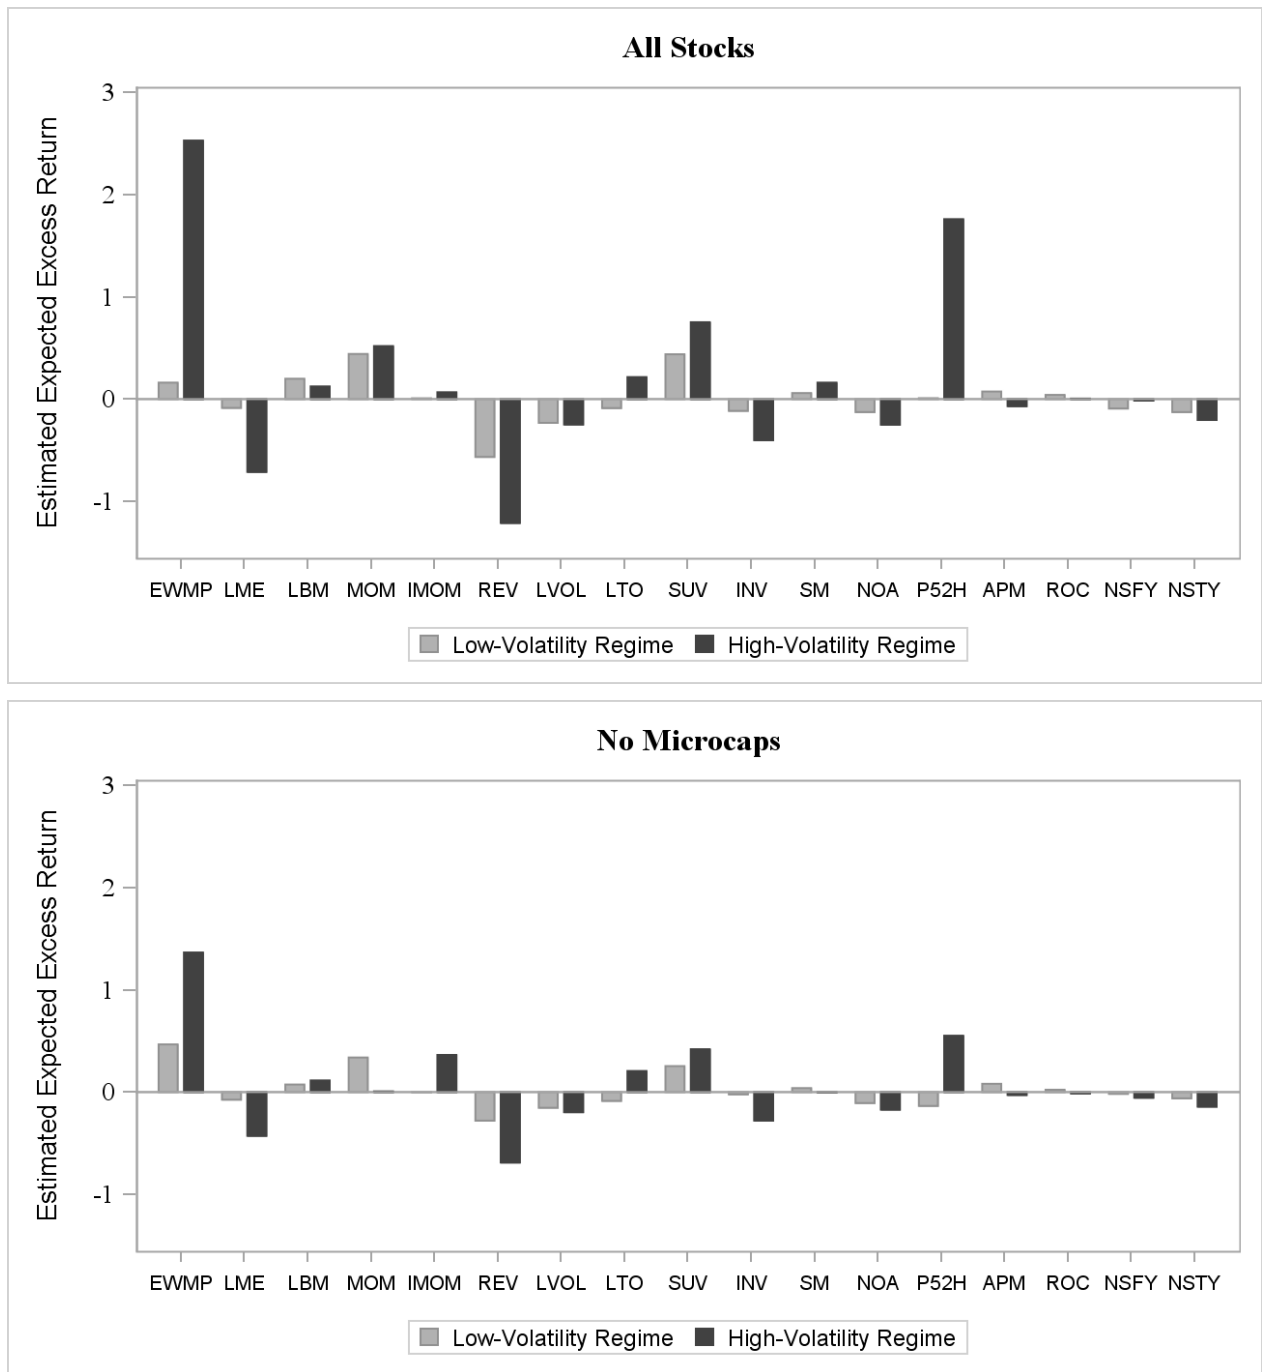 All Stocks
Estimated Expected Excess Return
3
2
1
0
-1
EWMP LME LBM MOM IMOM REV LVOL LTO SUV INV SM NOA P52H APM ROC NSFY NSTY
Low-Volatility Regime High-Volatility Regime
No Microcaps
Estimated Expected Excess Return
3
2
1
0
-1
EWMP LME LBM MOM IMOM REV LVOL LTO SUV INV SM NOA P52H APM ROC NSFY NSTY
Low-Volatility Regime High-Volatility Regime